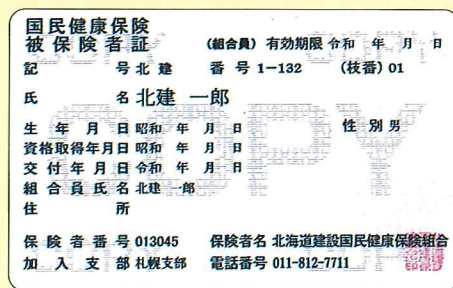 国民健康保険
被保険者証 (組合員) 有効期限 令和 年 月 日
記 号 北 建 番 号 1-132 (枝番) 01
氏 名 北建 一郎
生 年 月 日 昭和 年 月 日 性 別 男
資格取得年月日 昭和 年 月 日
交 付 年 月 日 令和 年 月 日
組 合 員 氏 名 北建 一郎
住 所
保 険 者 番 号 013045 保険者名 北海道建設国民健康保険組合
加 入 支 部 札幌支部 電話番号 011-812-7711
COPY